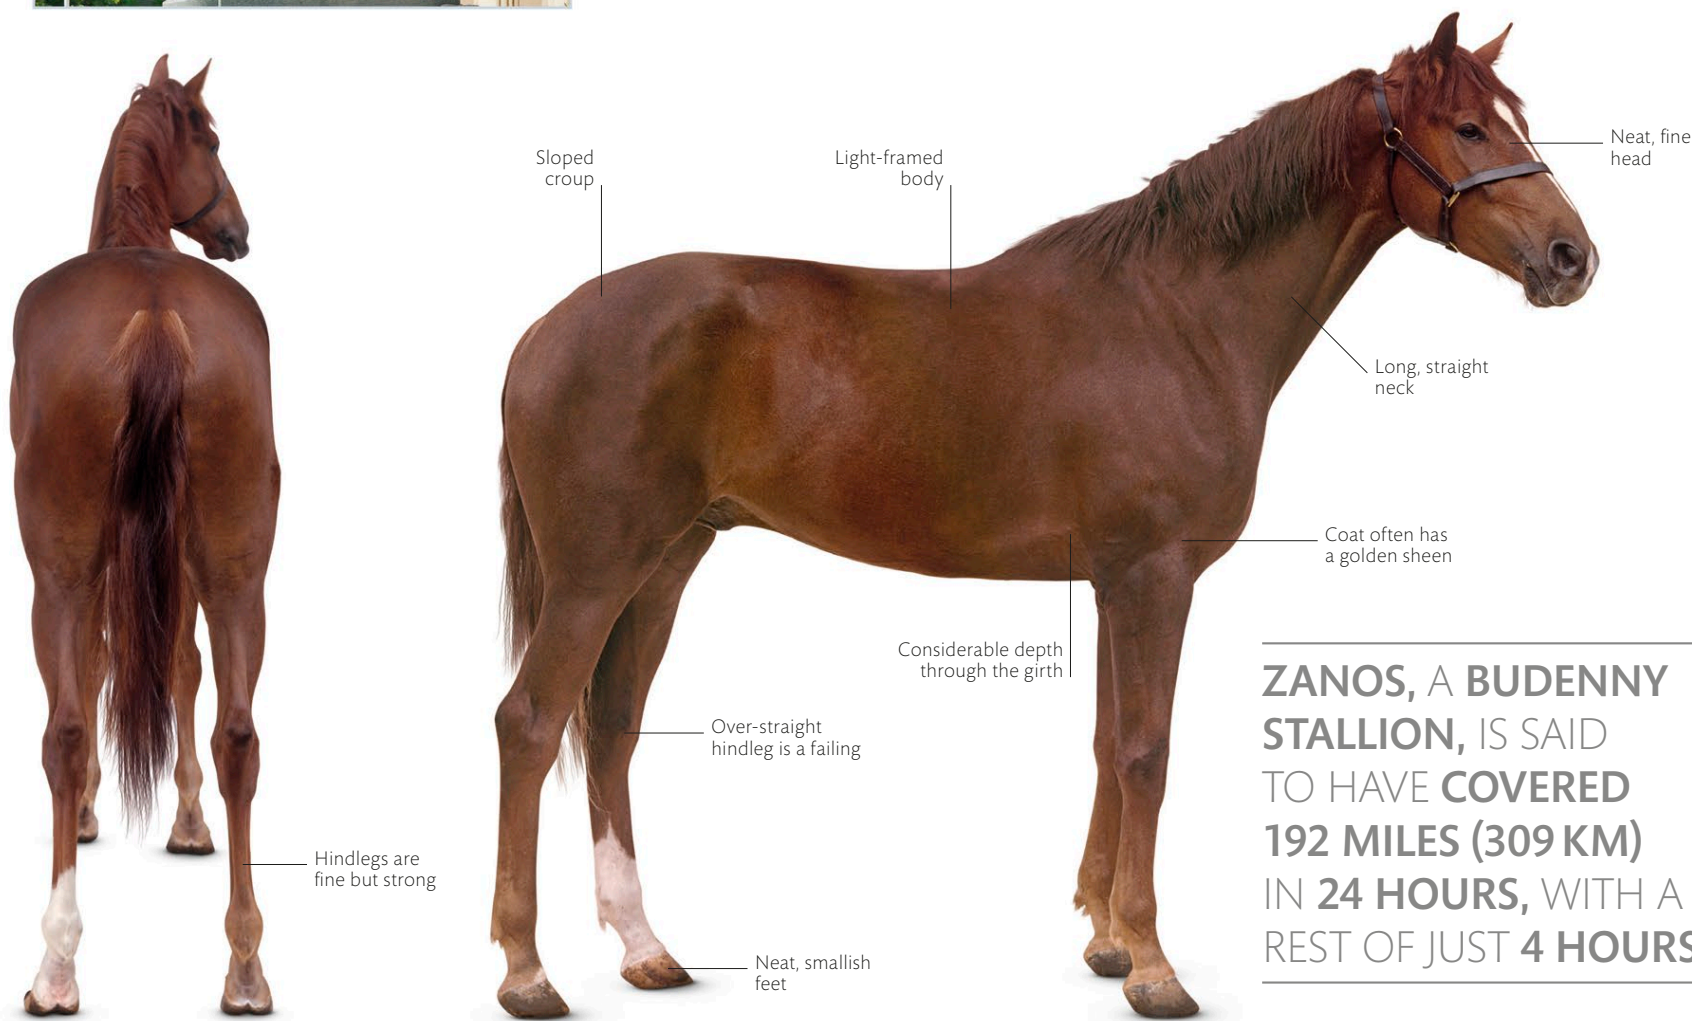 Sloped
croup
Light-framed
body
Neat, fine
head
Long, straight
neck
Coat often has
a golden sheen
Considerable depth
through the girth
Over-straight
hindleg is a failing
Hindlegs are
fine but strong
Neat, smallish
feet
ZANOS, A BUDENNY
STALLION, IS SAID
TO HAVE COVERED
192 MILES (309 KM)
IN 24 HOURS, WITH A
REST OF JUST 4 HOURS